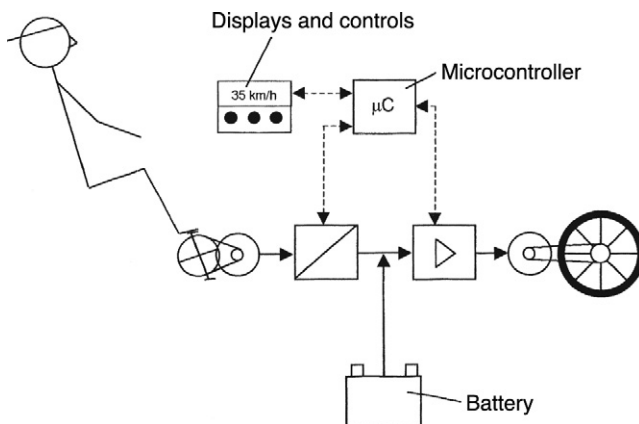 Displays and controls
Microcontroller
35 km/h
μC
Battery